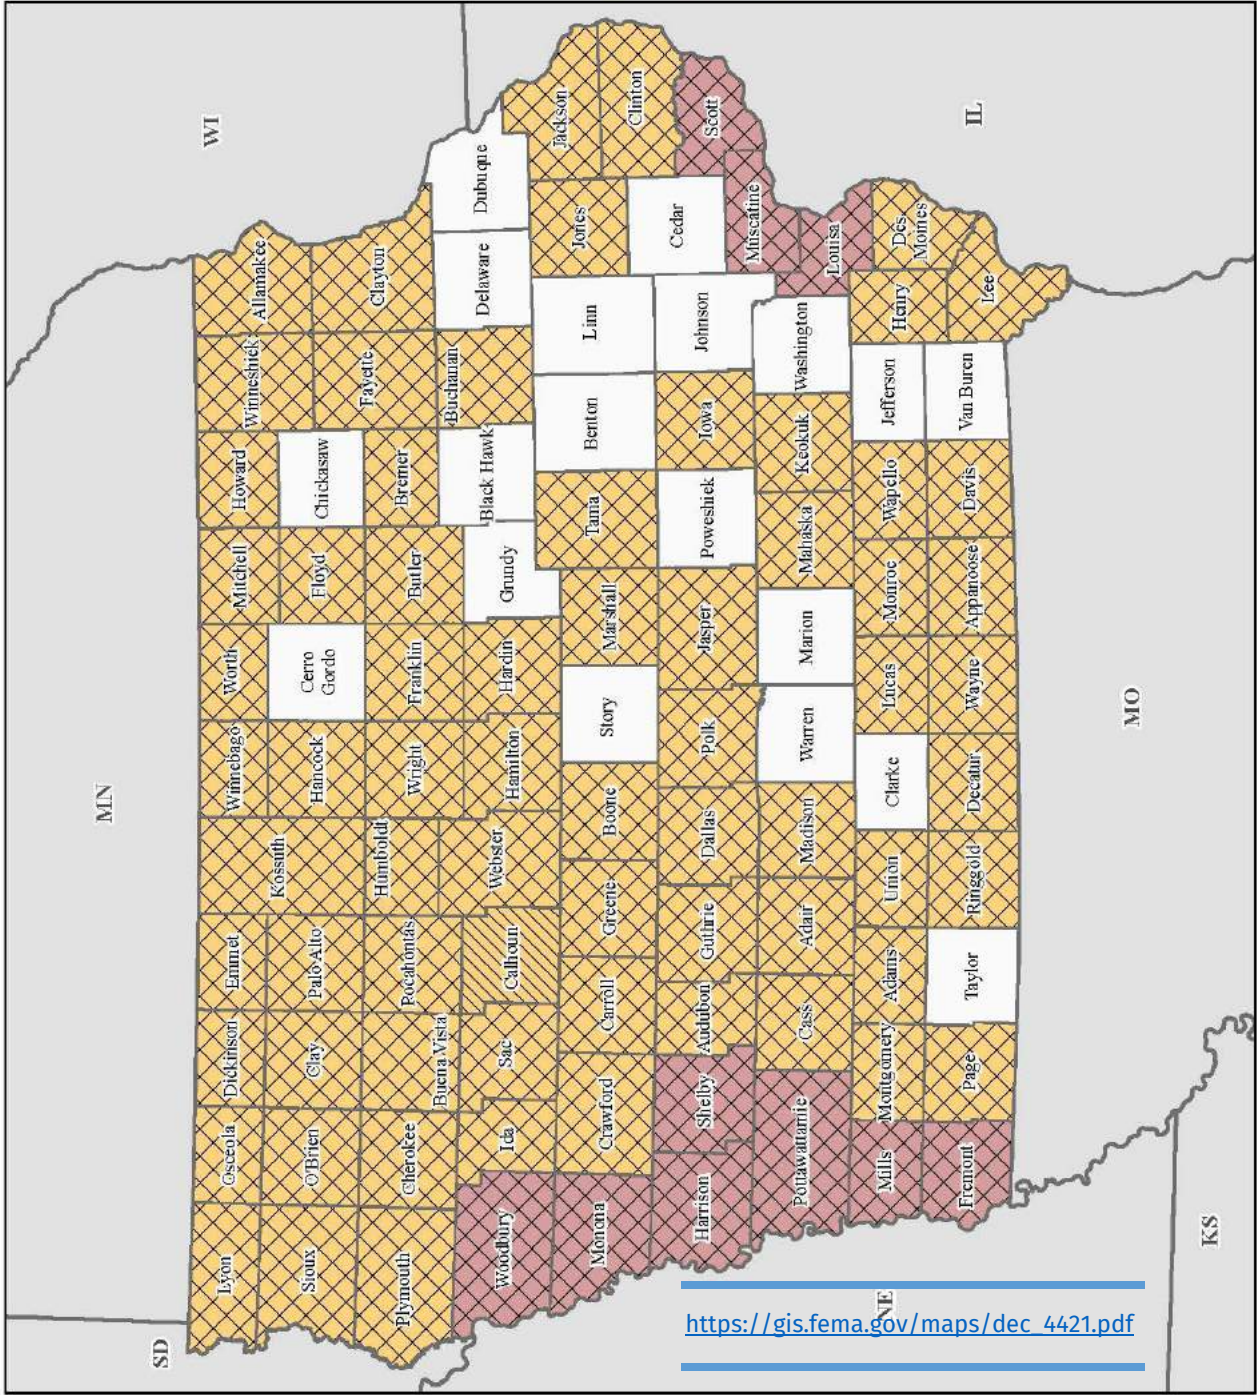 MN
WI
SD
Lyon
Osceola
Dickinson
Emmet
Kossuth
Winnebago
Worth
Mitchell
Howard
Winneshiek
Allamakee
Sioux
O'Brien
Clay
Palo Alto
Hancock
Cerro
Gordo
Floyd
Chickasaw
Fayette
Clayton
Plymouth
Cherokee
Buena Vista
Pocahontas
Humboldt
Wright
Franklin
Butler
Bremer
Woodbury
Ida
Sac
Calhoun
Webster
Hamilton
Hardin
Grundy
Black Hawk
Buchanan
Delaware
Dubuque
Monona
Crawford
Carroll
Greene
Boone
Story
Marshall
Tama
Benton
Linn
Jones
Jackson
Clinton
Harrison
Shelby
Audubon
Guthrie
Dallas
Polk
Jasper
Poweshiek
Iowa
Johnson
Cedar
Scott
Muscatine
Pottawattamie
Cass
Adair
Madison
Warren
Marion
Mahaska
Keokuk
Washington
Louisa
Mills
Montgomery
Adams
Union
Clarke
Lucas
Monroe
Wapello
Jefferson
Henry
Des
Moines
Fremont
Page
Taylor
Ringgold
Decatur
Wayne
Appanoose
Davis
Van Buren
Lee
NE
IL
KS
MO
https://gis.fema.gov/maps/dec_4421.pdf